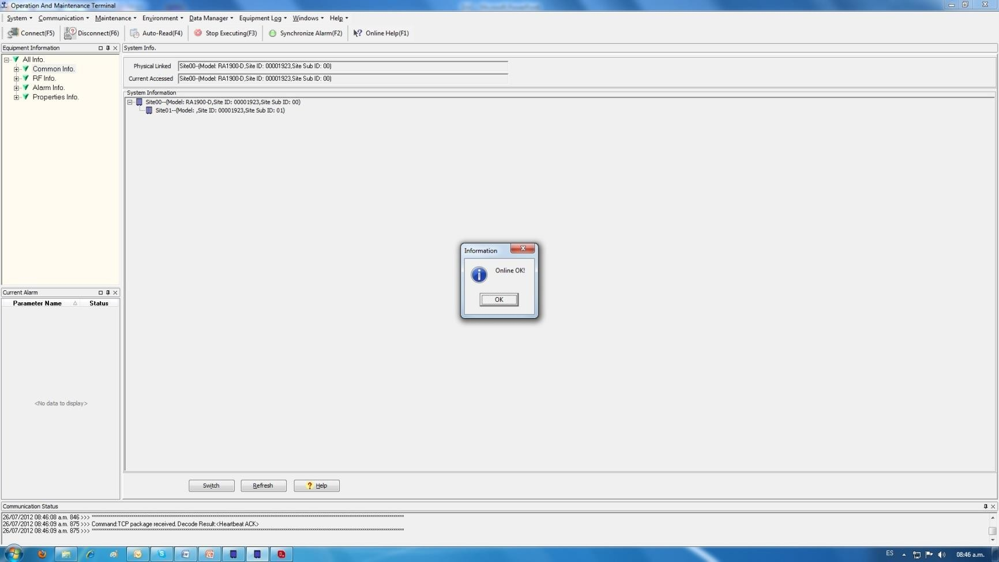 Operation And Maintenance Terminal
System Communication Maintenance Environment Data Manager Equipment Log Windows Help
Connect(F5) Disconnect(F6) Auto-Read(F4) Stop Executing(F3) Synchronize Alarm(F2) Online Help(F1)
Equipment Information
All Info.
Common Info.
RF Info.
Alarm Info.
Properties Info.
System Info.
Physical Linked Site00--(Model: RA1900-D,Site ID: 00001923,Site Sub ID: 00)
Current Accessed Site00--(Model: RA1900-D,Site ID: 00001923,Site Sub ID: 00)
System Information
Site00--(Model: RA1900-D,Site ID: 00001923,Site Sub ID: 00)
Site01--(Model: ,Site ID: 00001923,Site Sub ID: 01)
Information
Online OK!
OK
Current Alarm
Parameter Name Status
<No data to display>
Switch Refresh ? Help
Communication Status
26/07/2012 08:46:08 a.m. 846 >>>
26/07/2012 08:46:09 a.m. 875 >>> Command:TCP package received. Decode Result:<Heartbeat ACK>
26/07/2012 08:46:09 a.m. 875 >>>
ES 08:46 a.m.